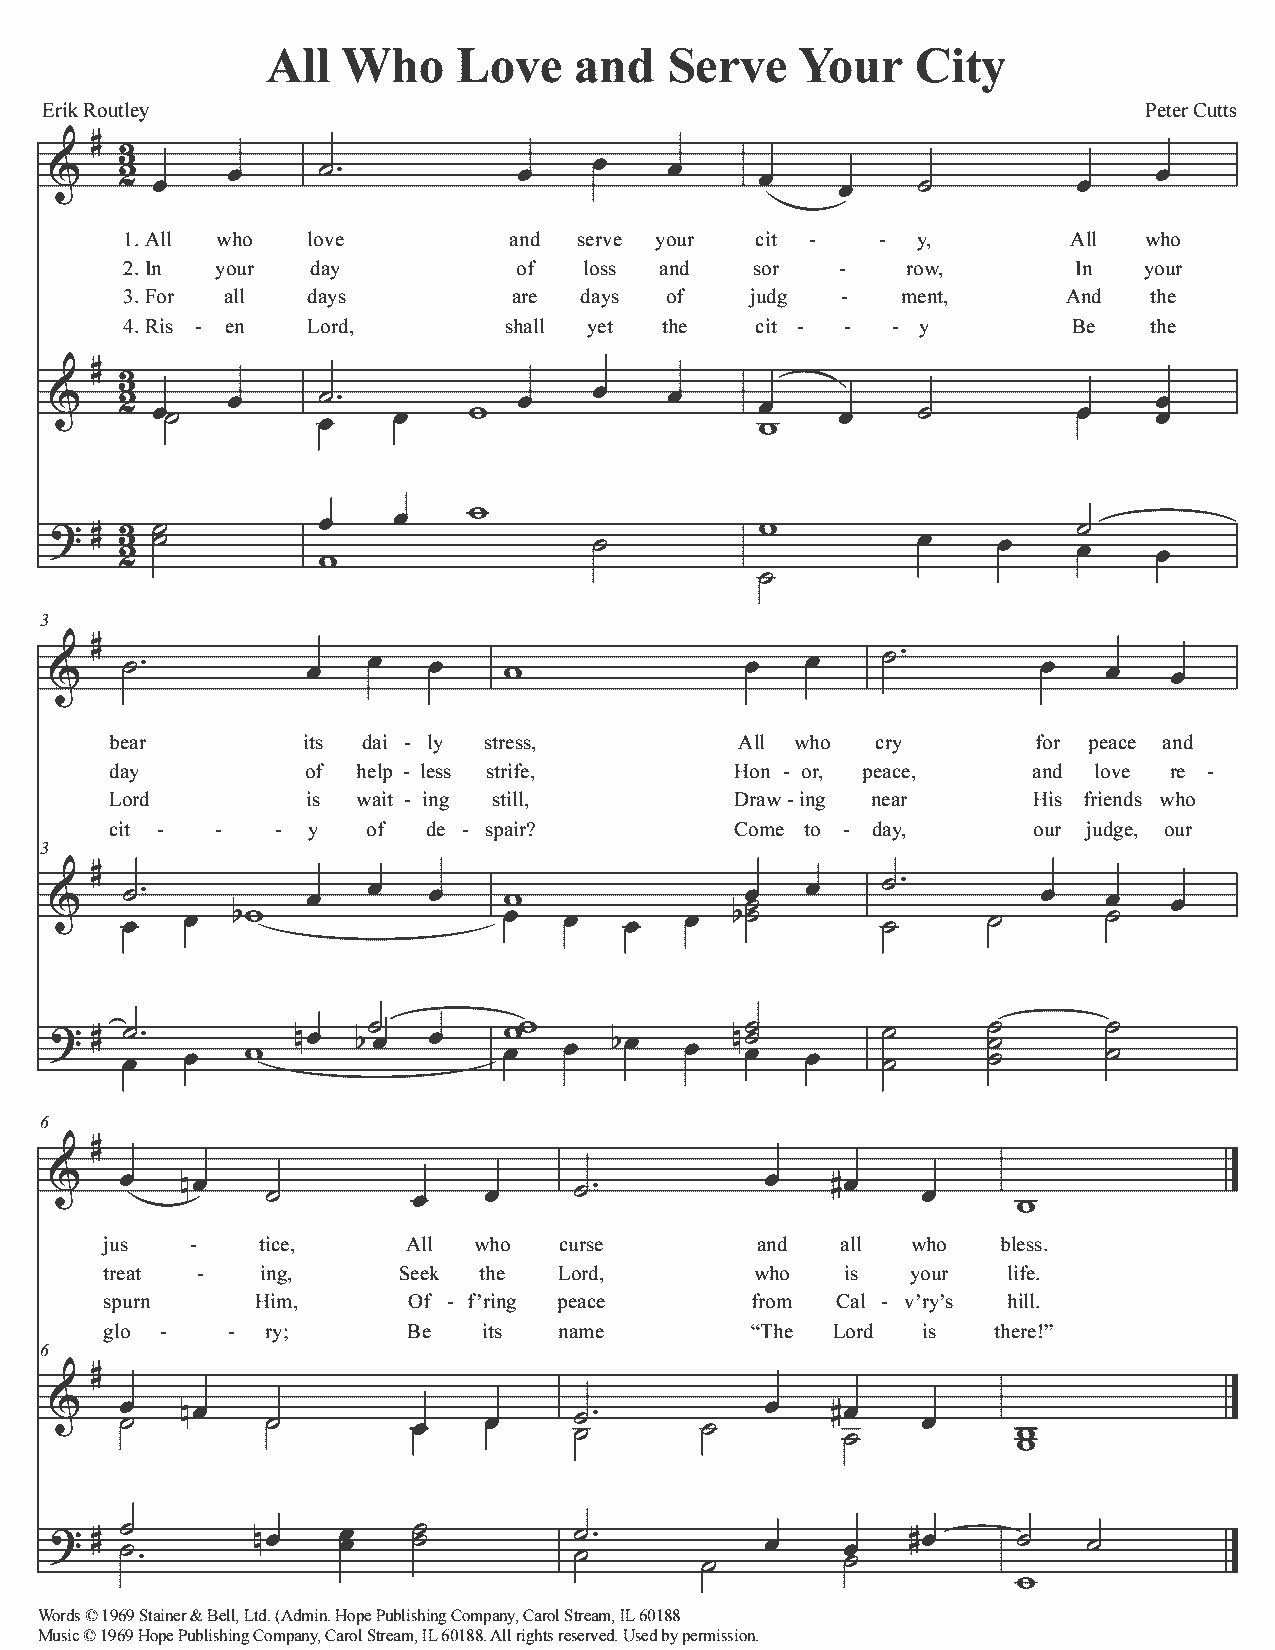 All Who Love and Serve Your City
Erik Routley Peter Cutts
1. All who love and serve your cit - - y, All who
2. In your day of loss and sor - row, In your
3. For all days are days of judg - ment, And the
4. Ris - en Lord, shall yet the cit - - - y Be the
3
bear its dai - ly stress, All who cry for peace and
day of help - less strife, Hon - or, peace, and love re -
Lord is wait - ing still, Draw - ing near His friends who
cit - - - y of de - spair? Come to - day, our judge, our
3
6
jus - tice, All who curse and all who bless.
treat - ing, Seek the Lord, who is your life.
spurn Him, Of - f’ring peace from Cal - v’ry’s hill.
glo - - ry; Be its name “The Lord is there!”
6
Words © 1969 Stainer & Bell, Ltd. (Admin. Hope Publishing Company, Carol Stream, IL 60188
Music © 1969 Hope Publishing Company, Carol Stream, IL 60188. All rights reserved. Used by permission.